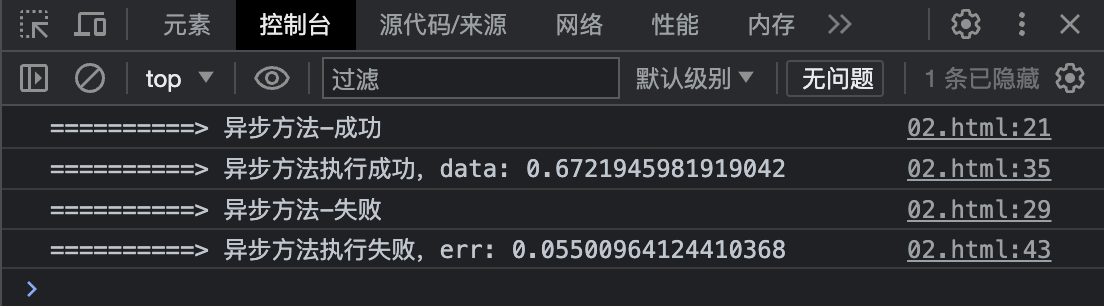 元素 控制台 源代码/来源 网络 性能 内存 >>
top ▼ 过滤 默认级别 ▼ 无问题 1 条已隐藏
==========> 异步方法-成功 02.html:21
==========> 异步方法执行成功, data: 0.6721945981919042 02.html:35
==========> 异步方法-失败 02.html:29
==========> 异步方法执行失败, err: 0.05500964124410368 02.html:43
>